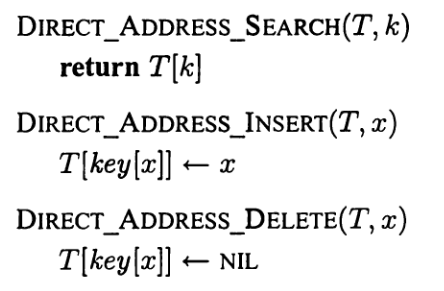 DIRECT_ADDRESS_SEARCH(T, k)
return T[k]
DIRECT_ADDRESS_INSERT(T, x)
T[key[x]] ← x
DIRECT_ADDRESS_DELETE(T, x)
T[key[x]] ← NIL